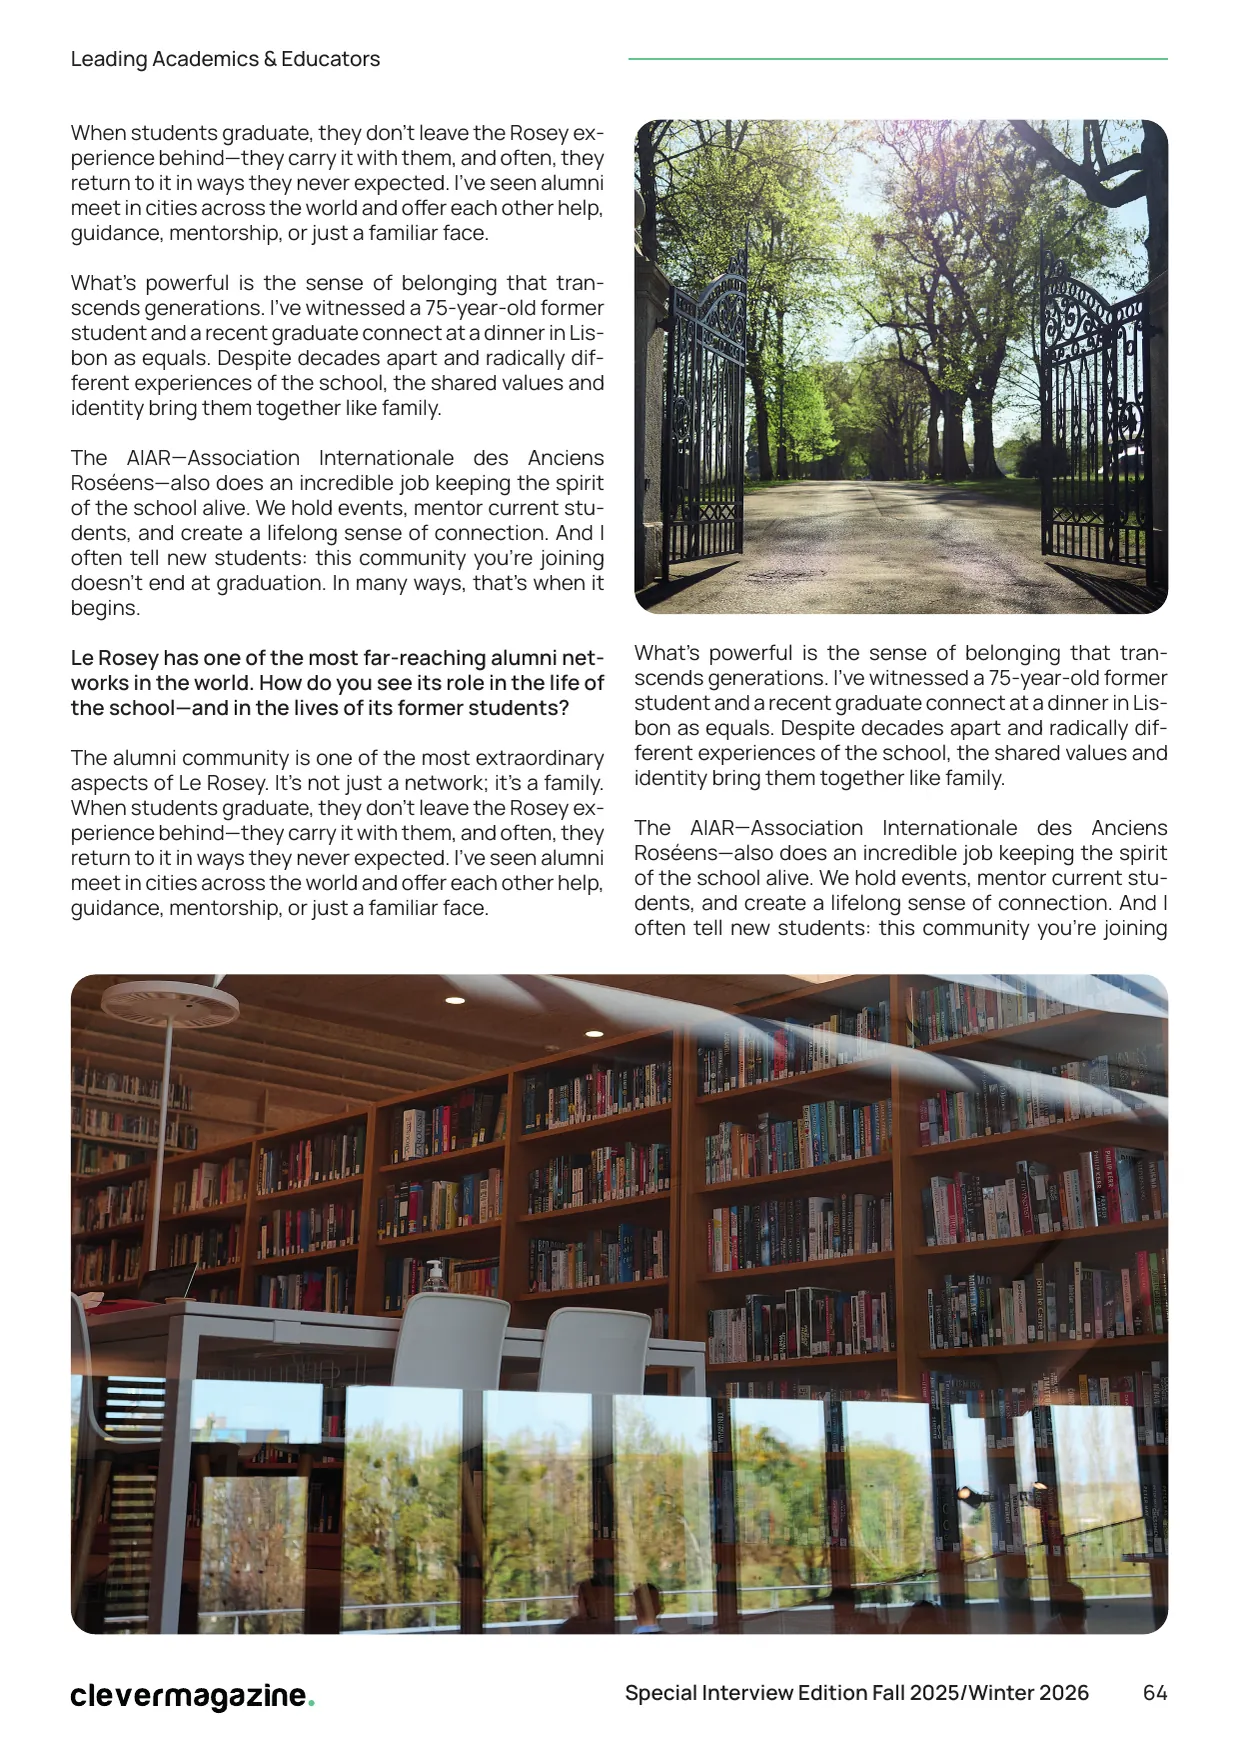 Leading Academics & Educators
When students graduate, they don't leave the Rosey ex-
perience behind—they carry it with them, and often, they
return to it in ways they never expected. I've seen alumni
meet in cities across the world and offer each other help,
guidance, mentorship, or just a familiar face.
What's powerful is the sense of belonging that tran-
scends generations. I've witnessed a 75-year-old former
student and a recent graduate connect at a dinner in Lis-
bon as equals. Despite decades apart and radically dif-
ferent experiences of the school, the shared values and
identity bring them together like family.
The AIAR—Association Internationale des Anciens
Roséens—also does an incredible job keeping the spirit
of the school alive. We hold events, mentor current stu-
dents, and create a lifelong sense of connection. And I
often tell new students: this community you're joining
doesn't end at graduation. In many ways, that's when it
begins.
Le Rosey has one of the most far-reaching alumni net-
works in the world. How do you see its role in the life of
the school—and in the lives of its former students?
The alumni community is one of the most extraordinary
aspects of Le Rosey. It's not just a network; it's a family.
When students graduate, they don't leave the Rosey ex-
perience behind—they carry it with them, and often, they
return to it in ways they never expected. I've seen alumni
meet in cities across the world and offer each other help,
guidance, mentorship, or just a familiar face.
What's powerful is the sense of belonging that tran-
scends generations. I've witnessed a 75-year-old former
student and a recent graduate connect at a dinner in Lis-
bon as equals. Despite decades apart and radically dif-
ferent experiences of the school, the shared values and
identity bring them together like family.
The AIAR—Association Internationale des Anciens
Roséens—also does an incredible job keeping the spirit
of the school alive. We hold events, mentor current stu-
dents, and create a lifelong sense of connection. And I
often tell new students: this community you're joining
PHILIP KERR
PHILIP KERR
John le Carré
clevermagazine.
Special Interview Edition Fall 2025/Winter 2026 64